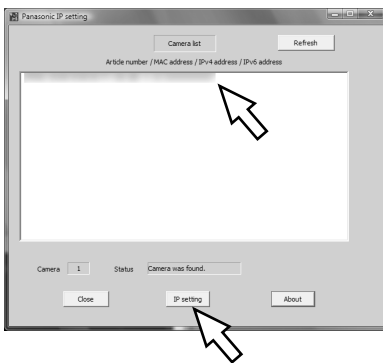 Panasonic IP setting
Camera list
Refresh
Article number / MAC address / IPv4 address / IPv6 address
Camera 1 Status Camera was found.
Close IP setting About